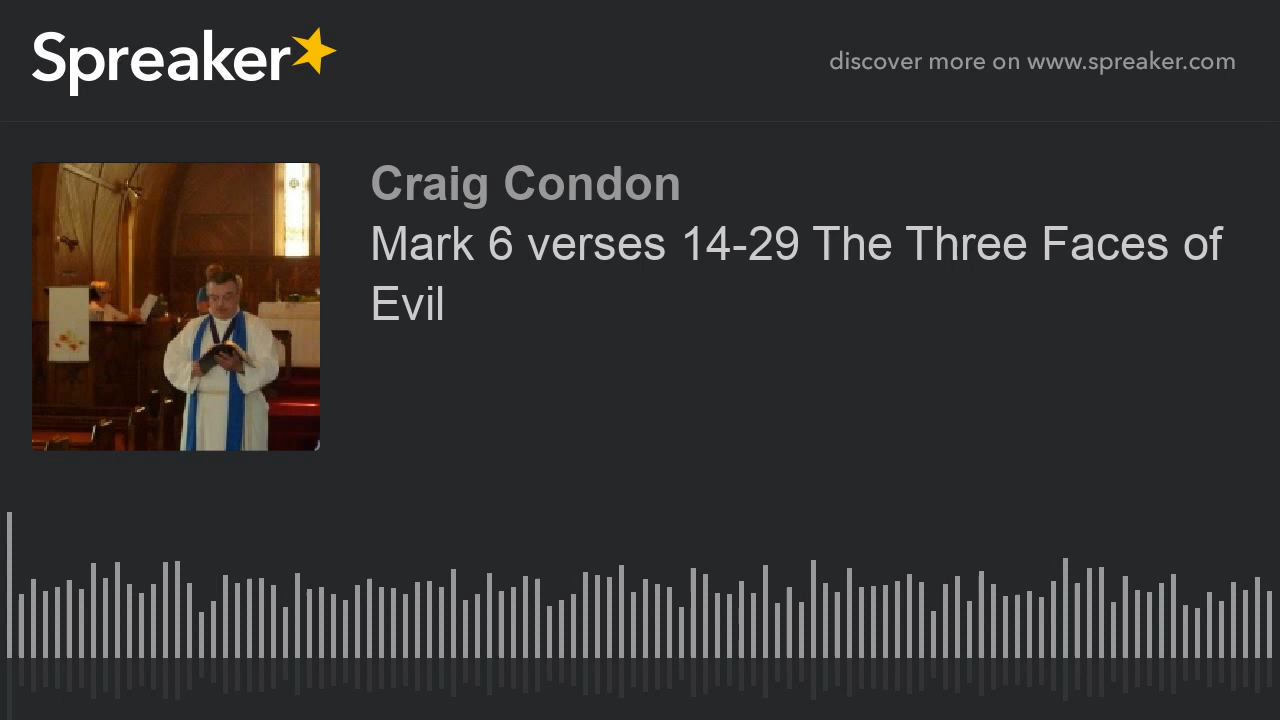 Spreaker
discover more on www.spreaker.com
Craig Condon
Mark 6 verses 14-29 The Three Faces of
Evil